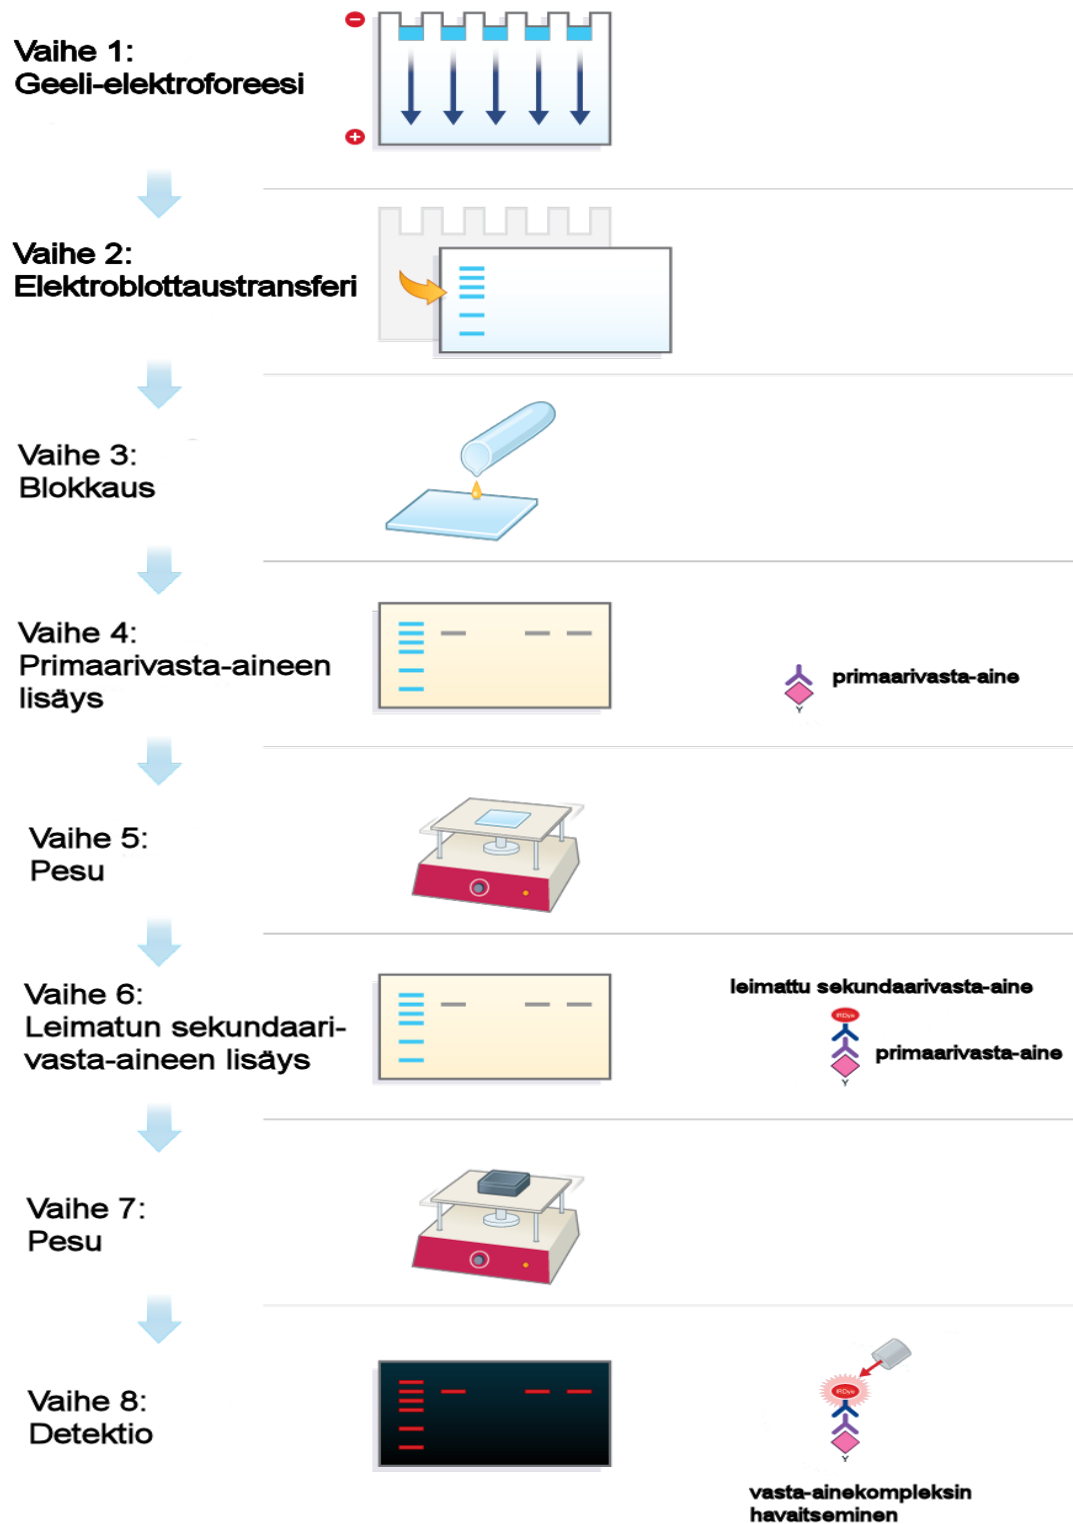 Vaihe 1:
Geeli-elektroforeesi
−
+
Vaihe 2:
Elektroblottaustransferi
Vaihe 3:
Blokkaus
Vaihe 4:
Primaarivasta-aineen
lisäys
primaarivasta-aine
Y
Vaihe 5:
Pesu
Vaihe 6:
Leimatun sekundaari-
vasta-aineen lisäys
leimattu sekundaarivasta-aine
IRDye
primaarivasta-aine
Y
Vaihe 7:
Pesu
Vaihe 8:
Detektio
IRDye
Y
vasta-ainekompleksin
havaitseminen